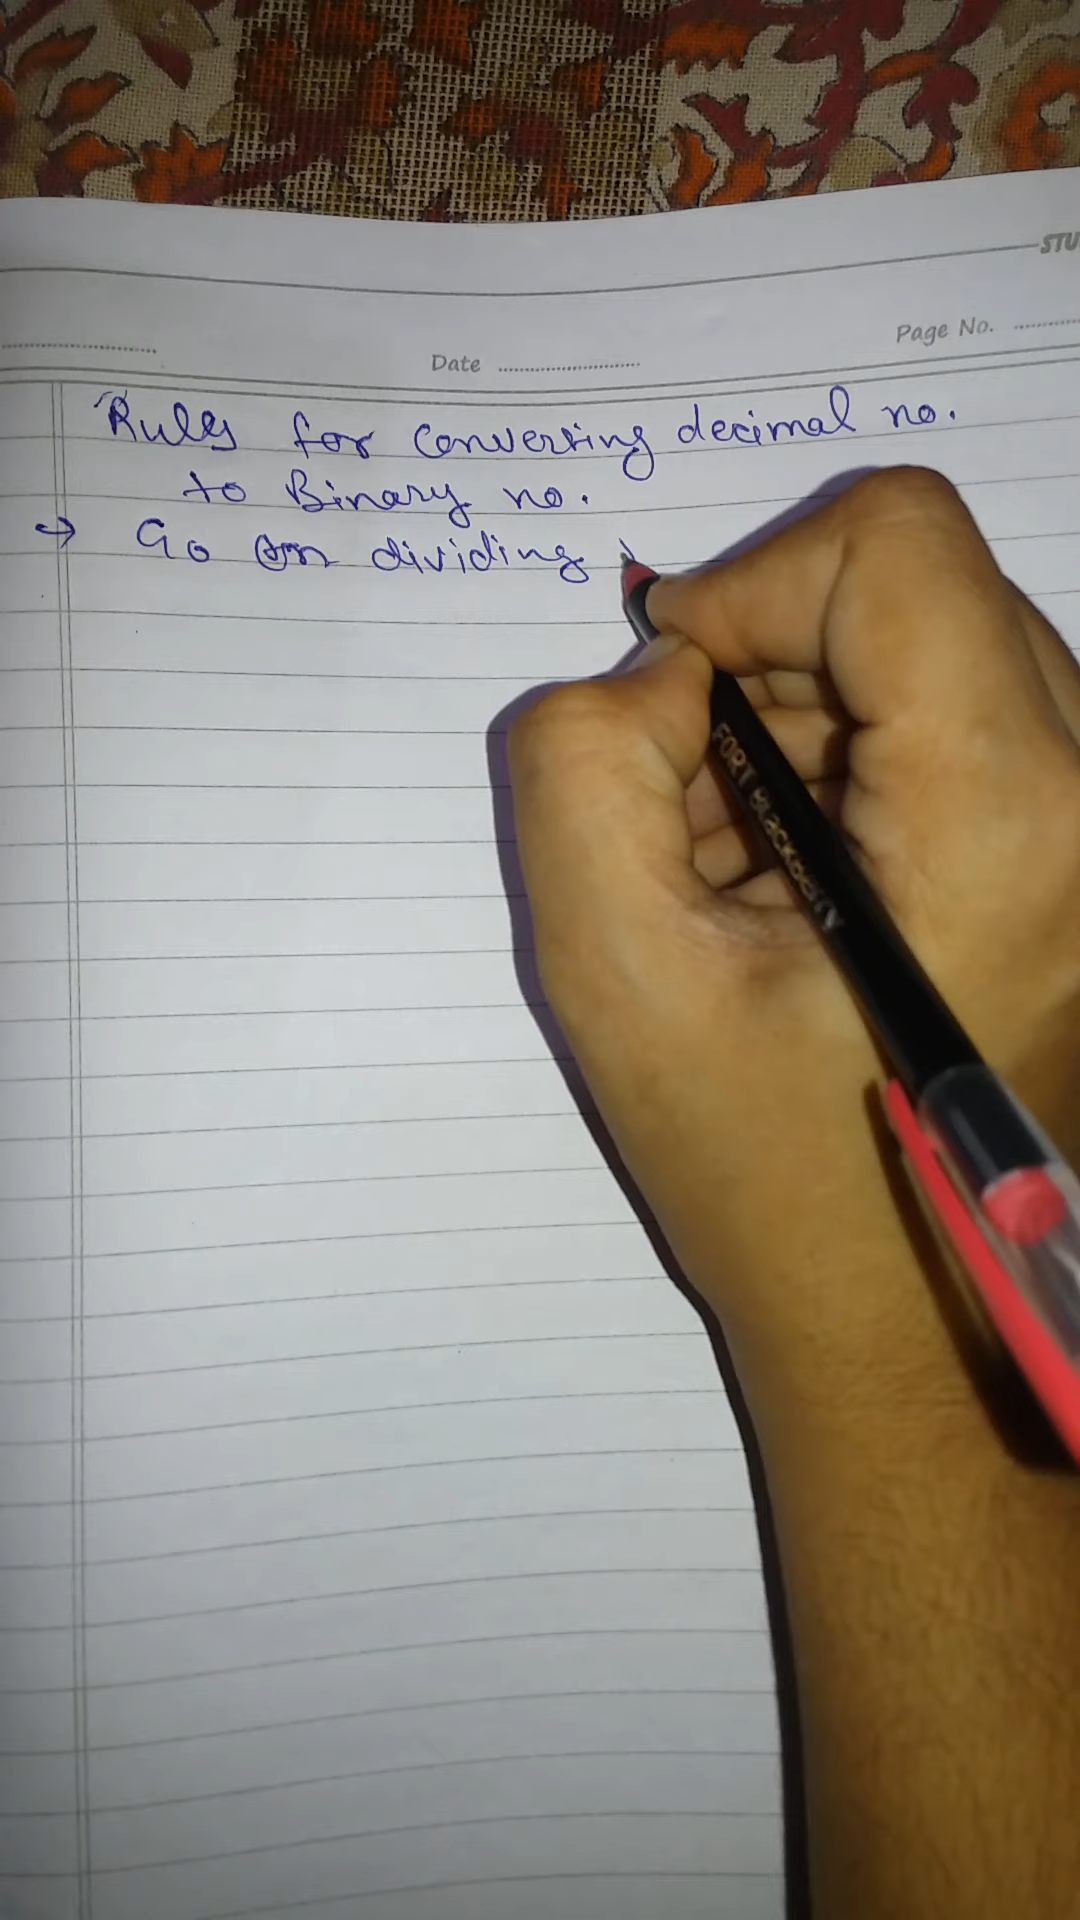 STU
Page No.
Date
Rules for converting decimal no.
to Binary no.
→ Go on dividing
FORT BlackBerry